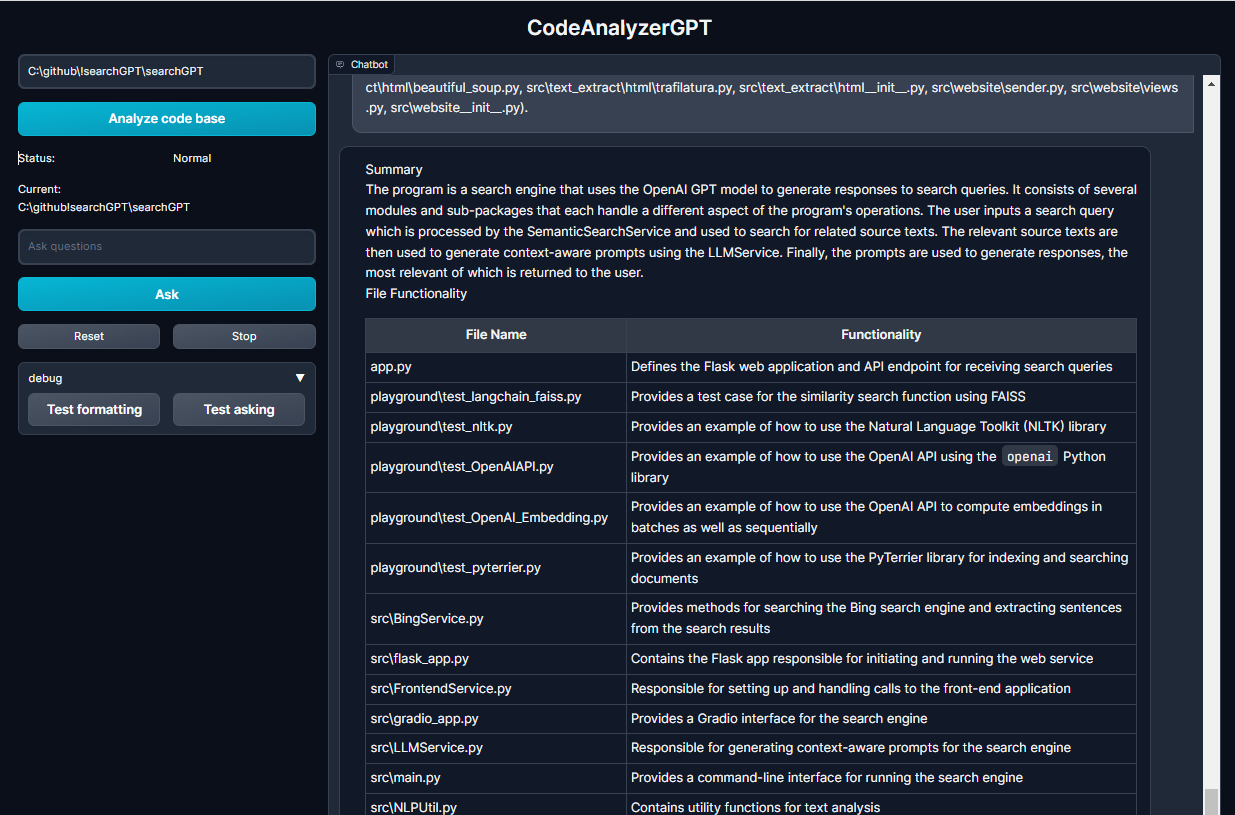 CodeAnalyzerGPT
C:\github\!searchGPT\searchGPT
Analyze code base
Status: Normal
Current:
C:\github!searchGPT\searchGPT
Ask questions
Ask
Reset Stop
debug ▼
Test formatting Test asking
Chatbot
ct\html\beautiful_soup.py, src\text_extract\html\trafilatura.py, src\text_extract\html__init__.py, src\website\sender.py, src\website\views
.py, src\website__init__.py).
Summary
The program is a search engine that uses the OpenAI GPT model to generate responses to search queries. It consists of several
modules and sub-packages that each handle a different aspect of the program's operations. The user inputs a search query
which is processed by the SemanticSearchService and used to search for related source texts. The relevant source texts are
then used to generate context-aware prompts using the LLMService. Finally, the prompts are used to generate responses, the
most relevant of which is returned to the user.
File Functionality
File Name Functionality
app.py Defines the Flask web application and API endpoint for receiving search queries
playground\test_langchain_faiss.py Provides a test case for the similarity search function using FAISS
playground\test_nltk.py Provides an example of how to use the Natural Language Toolkit (NLTK) library
playground\test_OpenAIAPI.py Provides an example of how to use the OpenAI API using the openai Python
library
playground\test_OpenAI_Embedding.py Provides an example of how to use the OpenAI API to compute embeddings in
batches as well as sequentially
playground\test_pyterrier.py Provides an example of how to use the PyTerrier library for indexing and searching
documents
src\BingService.py Provides methods for searching the Bing search engine and extracting sentences
from the search results
src\flask_app.py Contains the Flask app responsible for initiating and running the web service
src\FrontendService.py Responsible for setting up and handling calls to the front-end application
src\gradio_app.py Provides a Gradio interface for the search engine
src\LLMService.py Responsible for generating context-aware prompts for the search engine
src\main.py Provides a command-line interface for running the search engine
src\NLPUtil.py Contains utility functions for text analysis